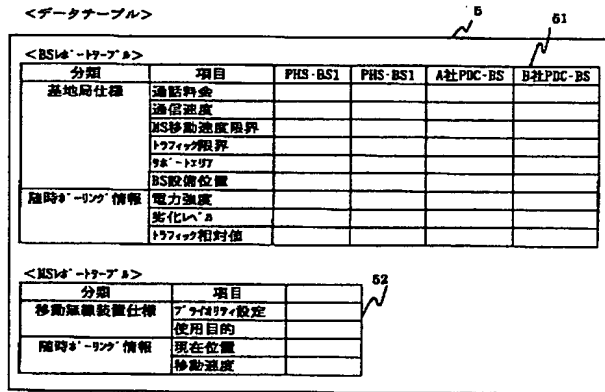 <データテーブル>
5
51
<BSﾚﾎﾟｰﾄﾃｰﾌﾞﾙ>
分類 項目 PHS-BS1 PHS-BS1 A社PDC-BS B社PDC-BS
基地局仕様 通話料金
通信速度
MS移動速度限界
ﾄﾗﾌｨｯｸ限界
ｻﾎﾟｰﾄｴﾘｱ
BS設備位置
随時ﾎﾟｰﾘﾝｸﾞ情報 電力強度
劣化ﾚﾍﾞﾙ
ﾄﾗﾌｨｯｸ相対値
<MSﾚﾎﾟｰﾄﾃｰﾌﾞﾙ>
52
分類 項目
移動無線装置仕様 ﾌﾟﾗｲｵﾘﾃｨ設定
使用目的
随時ﾎﾟｰﾘﾝｸﾞ情報 現在位置
移動速度